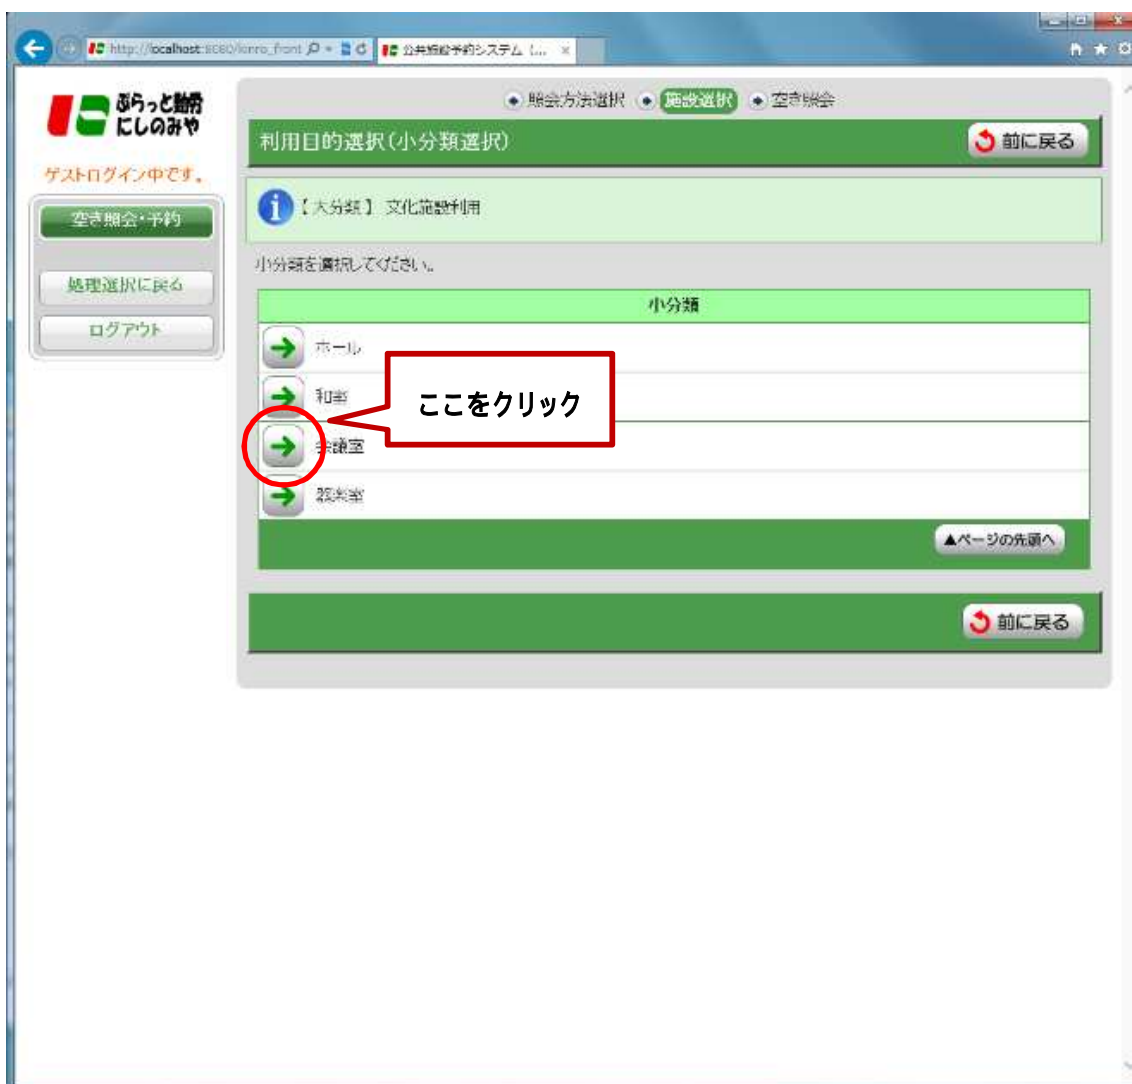 http://localhost:8080/kinro_front
公共施設予約システム (...
ぷらっと勤労
にしのみや
ゲストログイン中です。
空き照会・予約
処理選択に戻る
ログアウト
照会方法選択 施設選択 空き照会
利用目的選択(小分類選択)
前に戻る
【大分類】 文化施設利用
小分類を選択してください。
小分類
ホール
和室
ここをクリック
会議室
器楽室
▲ページの先頭へ
前に戻る